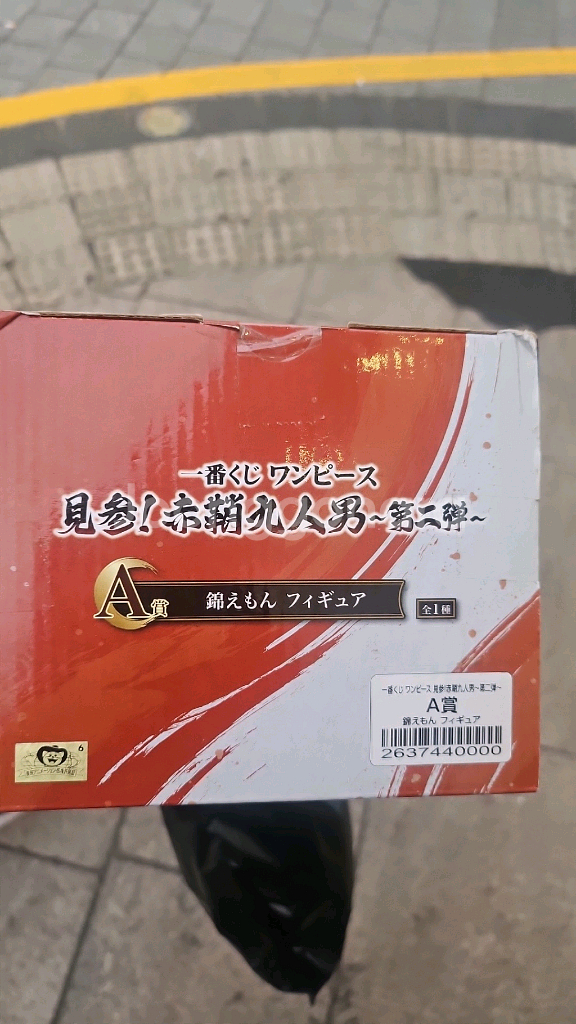 一番くじ ワンピース
見参!赤鞘九人男~第二弾~
A賞
錦えもん フィギュア
全1種
一番くじ ワンピース 見参!赤鞘九人男~第二弾~
A賞
錦えもん フィギュア
2637440000
6